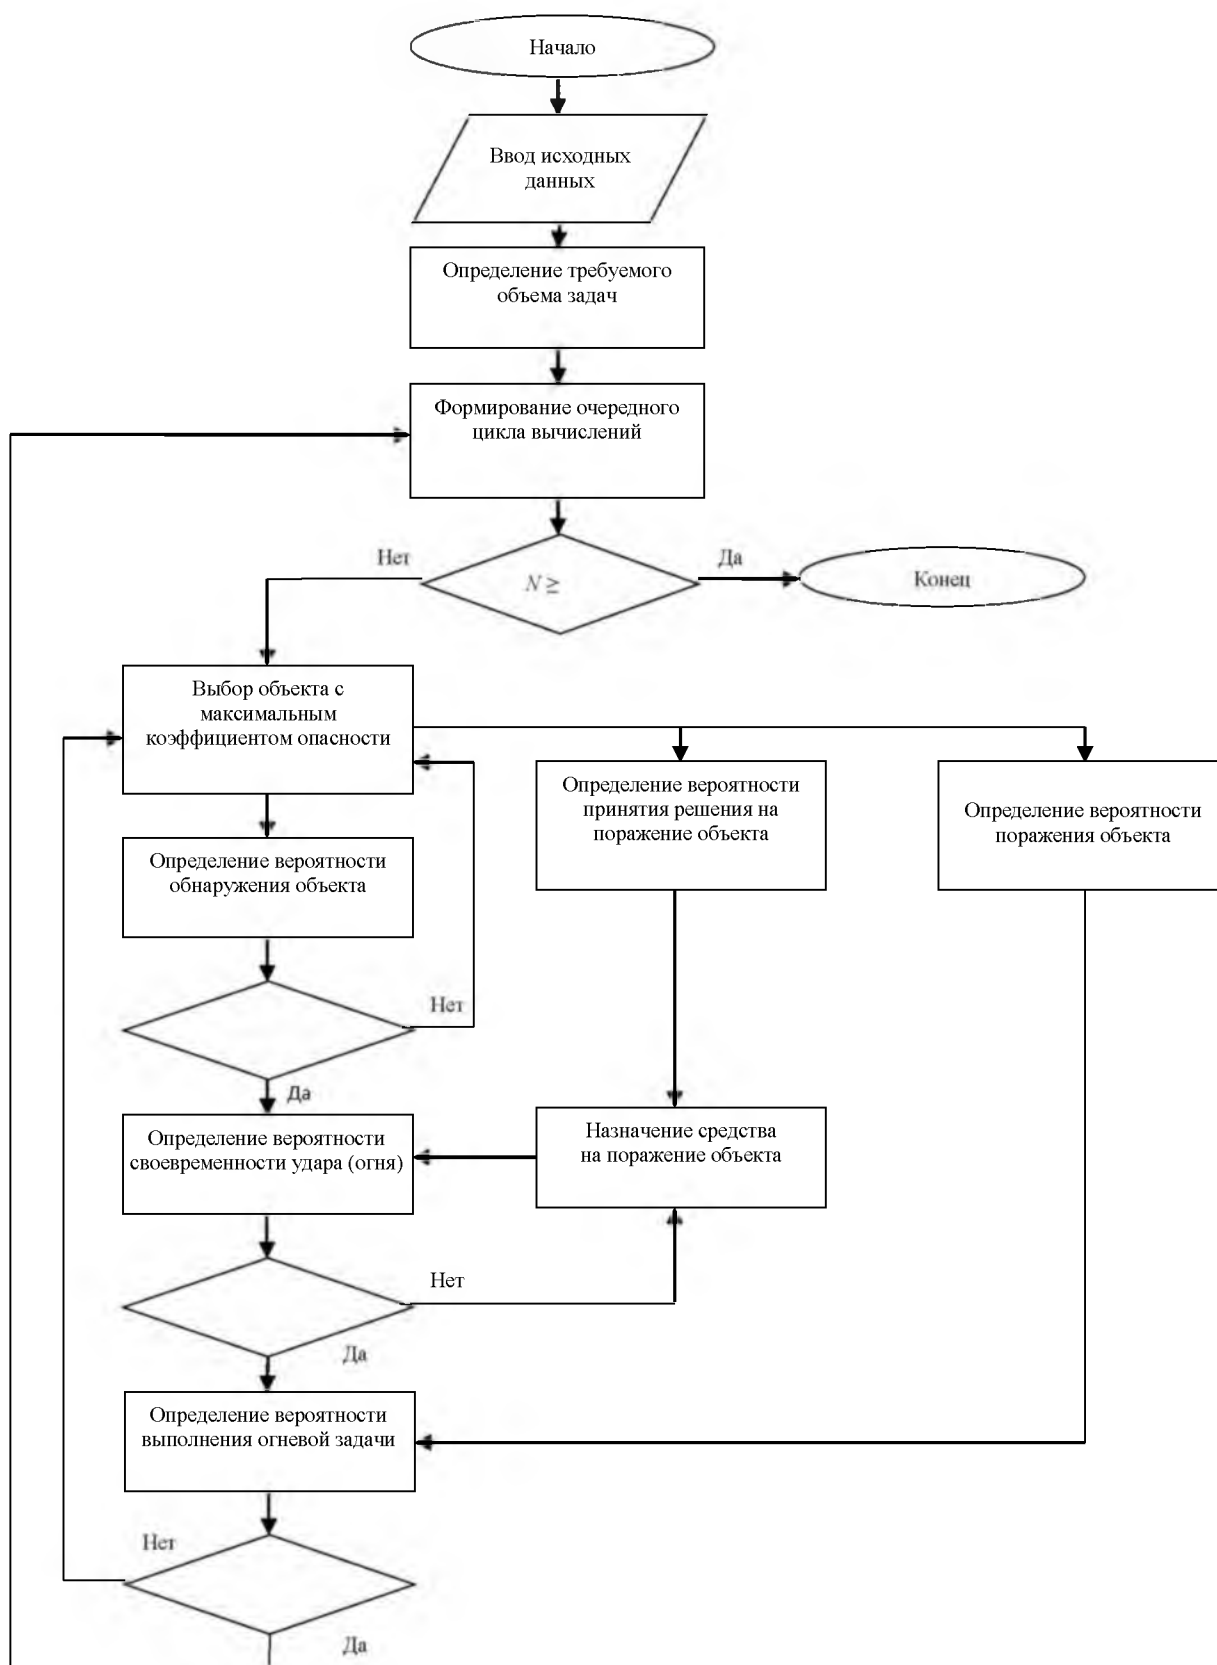 Начало
Ввод исходных
данных
Определение требуемого
объема задач
Формирование очередного
цикла вычислений
Нет
Да
N ≥
Конец
Выбор объекта с
максимальным
коэффициентом опасности
Определение вероятности
принятия решения на
поражение объекта
Определение вероятности
поражения объекта
Определение вероятности
обнаружения объекта
Нет
Да
Определение вероятности
своевременности удара (огня)
Назначение средства
на поражение объекта
Нет
Да
Определение вероятности
выполнения огневой задачи
Нет
Да